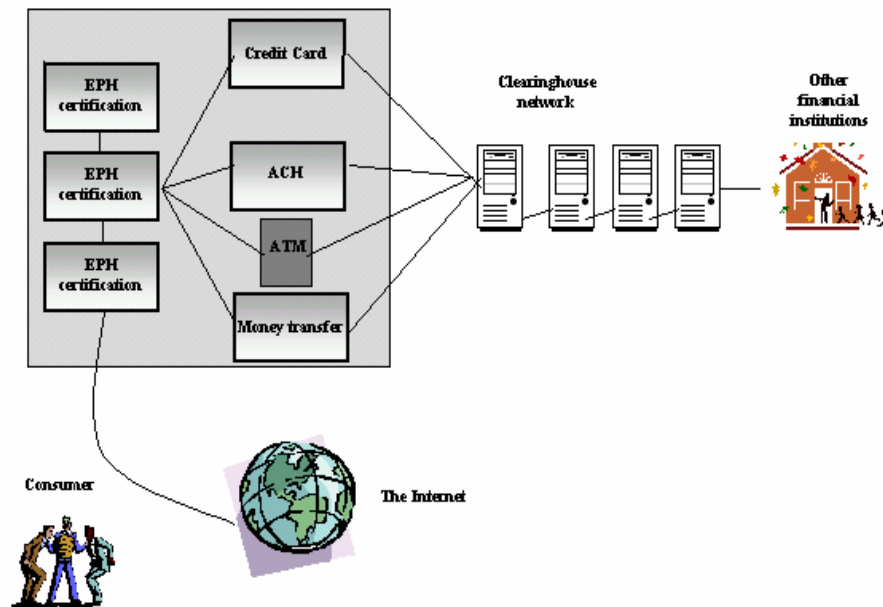 Credit Card
EPH
certification
Clearinghouse
network
Other
financial
institutions
EPH
certification
ACH
ATM
EPH
certification
Money transfer
Consumer
The Internet